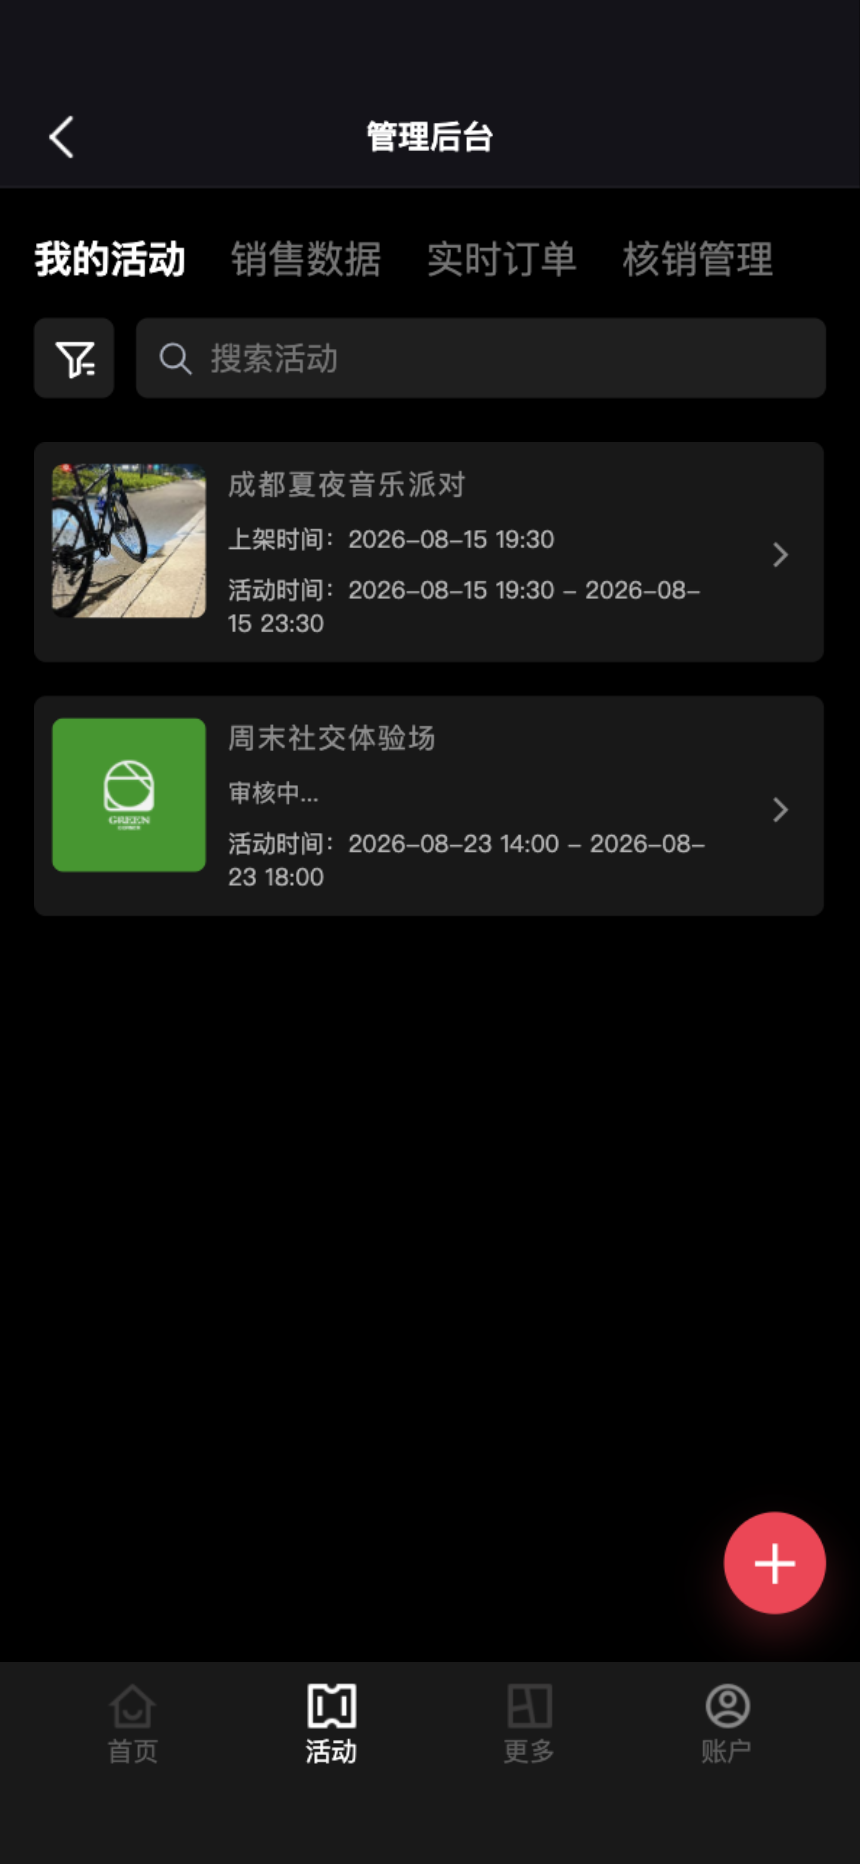 管理后台
我的活动 销售数据 实时订单 核销管理
搜索活动
成都夏夜音乐派对
上架时间：2026-08-15 19:30
活动时间：2026-08-15 19:30 - 2026-08-
15 23:30
GREEN
周末社交体验场
审核中...
活动时间：2026-08-23 14:00 - 2026-08-
23 18:00
首页 活动 更多 账户